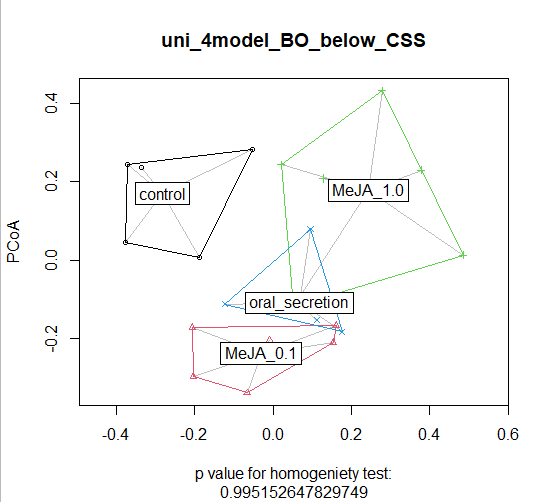 uni_4model_BO_below_CSS
PCoA
0.4
0.2
0.0
-0.2
control
MeJA_1.0
oral_secretion
MeJA_0.1
-0.4
-0.2
0.0
0.2
0.4
0.6
p value for homogeniety test:
0.995152647829749